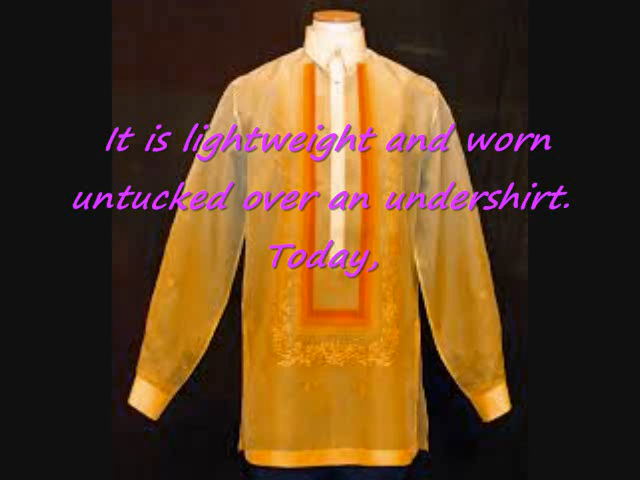 It is lightweight and worn
untucked over an undershirt.
Today,